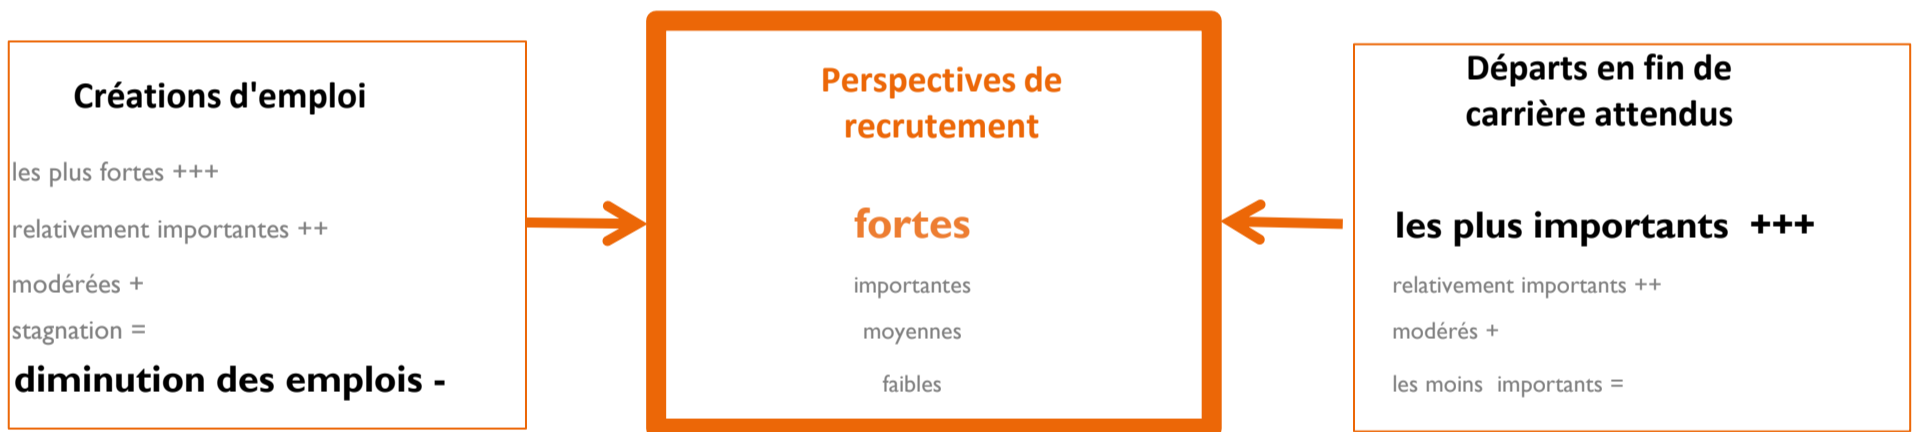 Créations d'emploi
les plus fortes +++
relativement importantes ++
modérées +
stagnation =
diminution des emplois -
Perspectives de
recrutement
fortes
importantes
moyennes
faibles
Départs en fin de
carrière attendus
les plus importants +++
relativement importants ++
modérés +
les moins importants =